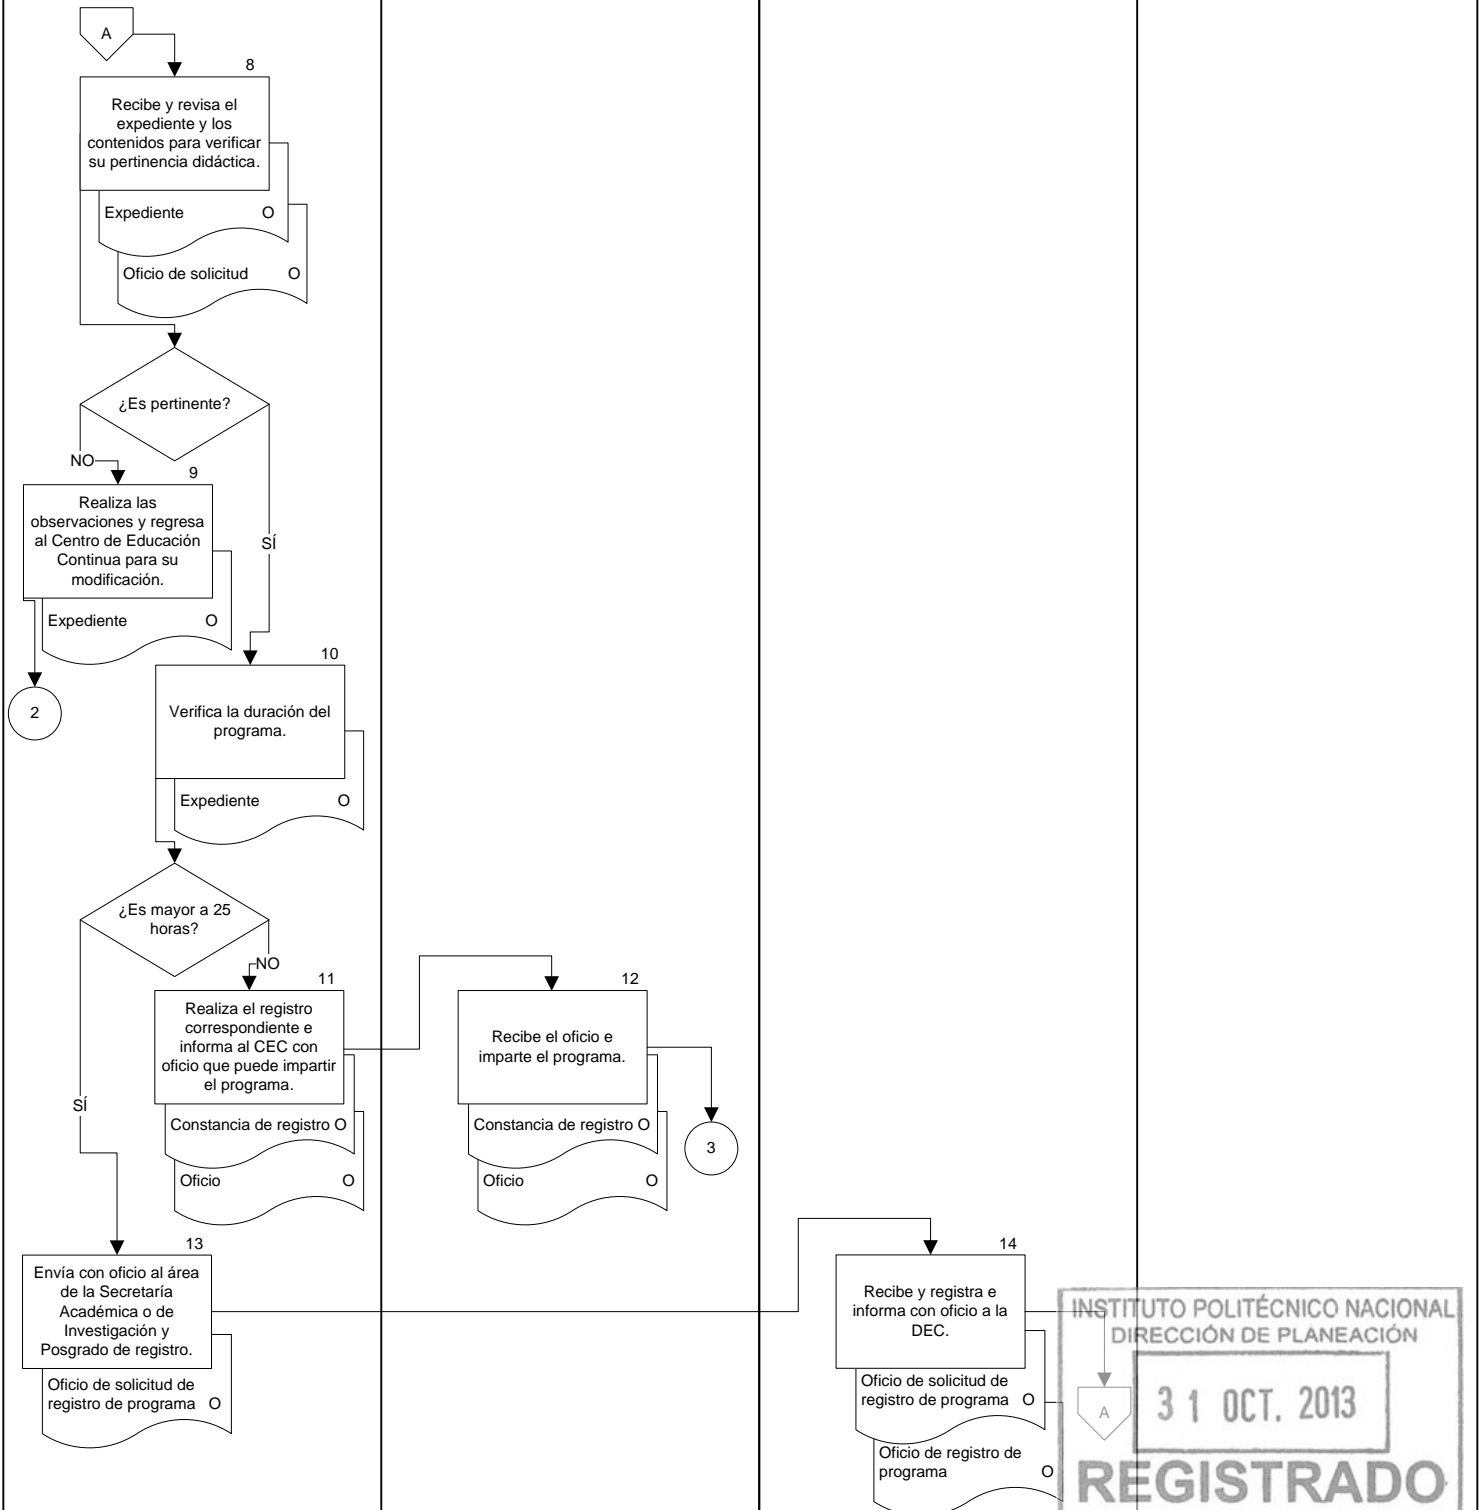 A
8
Recibe y revisa el
expediente y los
contenidos para verificar
su pertinencia didáctica.
Expediente O
Oficio de solicitud O
¿Es pertinente?
NO
9
Realiza las
observaciones y regresa
al Centro de Educación
Continua para su
modificación.
SÍ
Expediente O
2
10
Verifica la duración del
programa.
Expediente O
¿Es mayor a 25
horas?
NO
11
Realiza el registro
correspondiente e
informa al CEC con
oficio que puede impartir
el programa.
Constancia de registro O
Oficio O
12
Recibe el oficio e
imparte el programa.
Constancia de registro O
Oficio O
3
SÍ
13
Envía con oficio al área
de la Secretaría
Académica o de
Investigación y
Posgrado de registro.
Oficio de solicitud de
registro de programa O
14
Recibe y registra e
informa con oficio a la
DEC.
Oficio de solicitud de
registro de programa O
Oficio de registro de
programa O
A
INSTITUTO POLITÉCNICO NACIONAL
DIRECCIÓN DE PLANEACIÓN
31 OCT. 2013
REGISTRADO